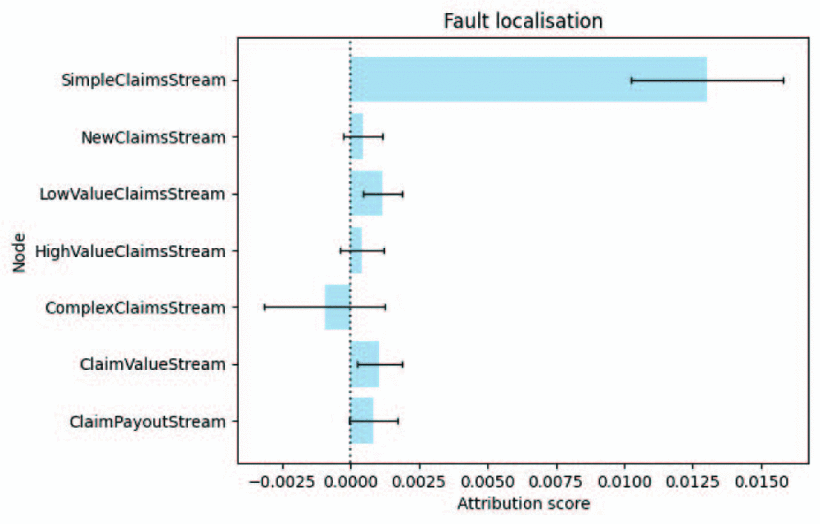 Fault localisation
SimpleClaimsStream
NewClaimsStream
LowValueClaimsStream
HighValueClaimsStream
ComplexClaimsStream
ClaimValueStream
ClaimPayoutStream
Node
−0.0025 0.0000 0.0025 0.0050 0.0075 0.0100 0.0125 0.0150
Attribution score